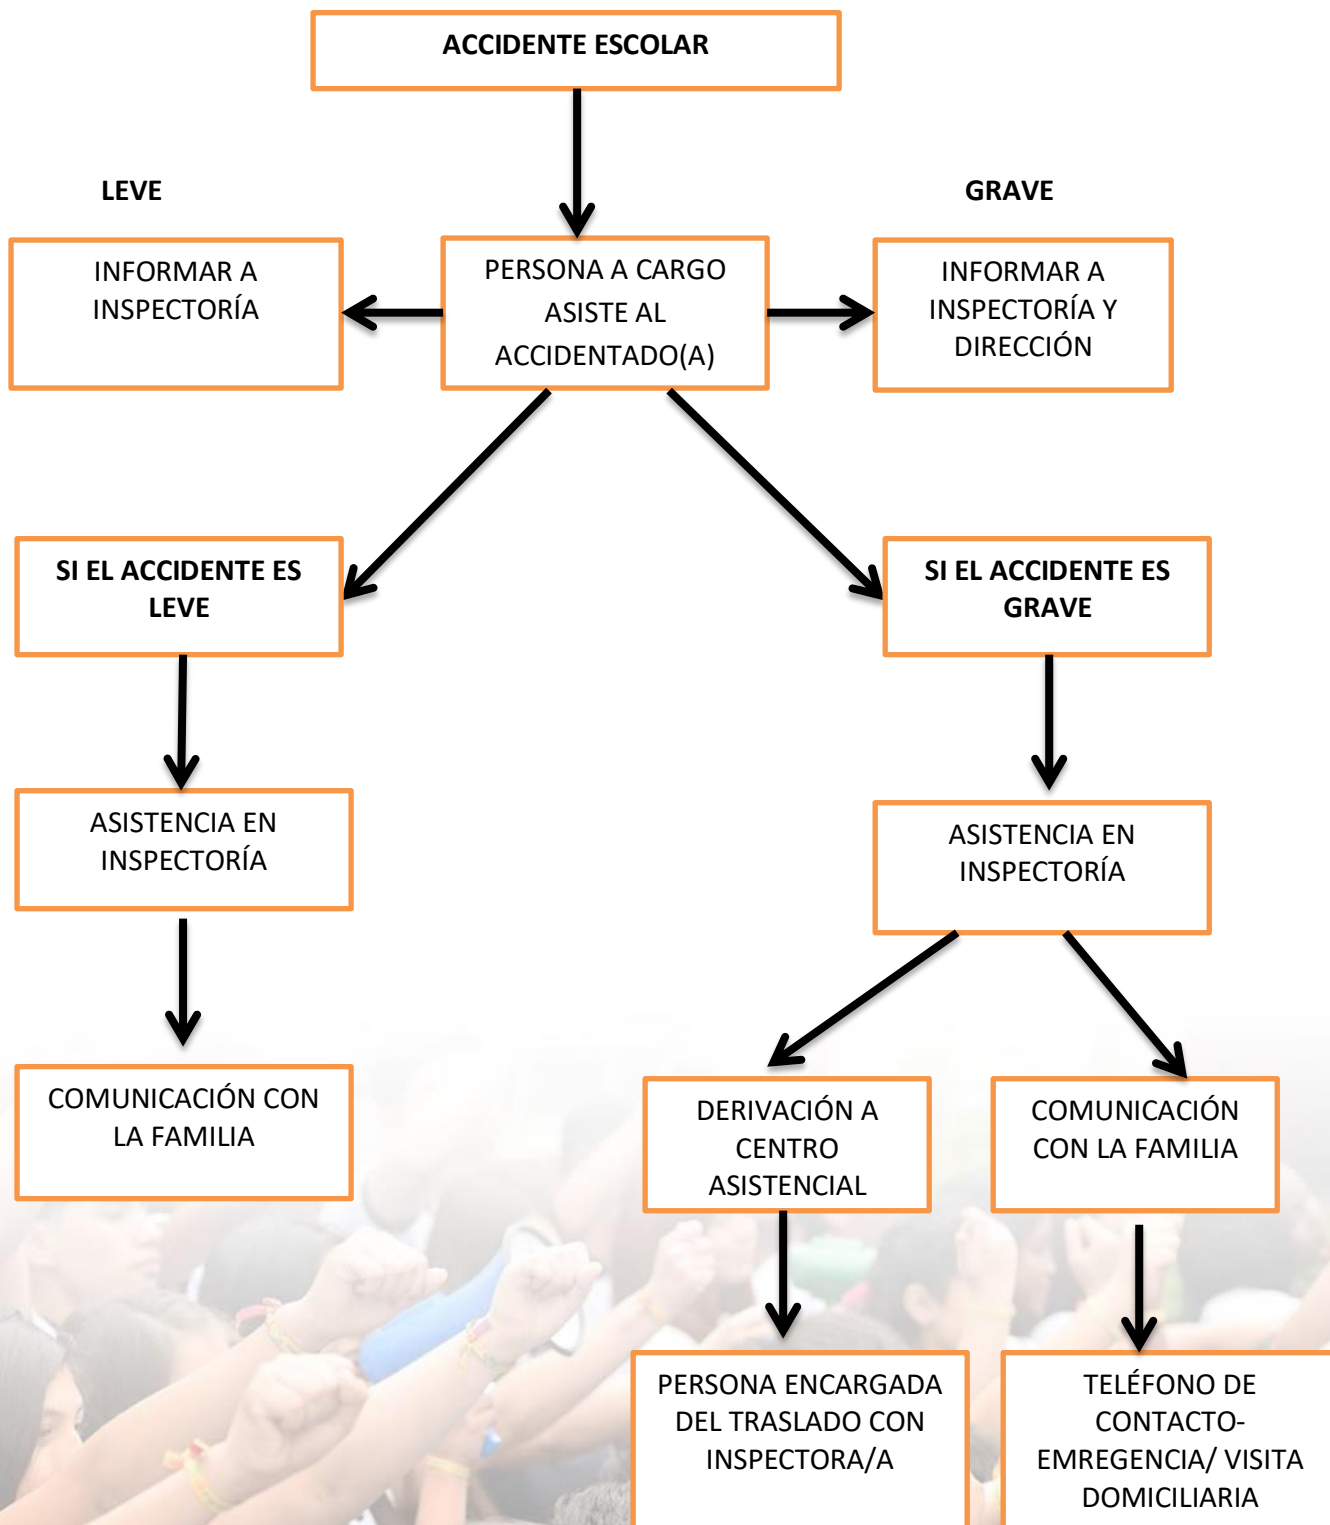 ACCIDENTE ESCOLAR
LEVE
GRAVE
INFORMAR A
INSPECTORÍA
PERSONA A CARGO
ASISTE AL
ACCIDENTADO(A)
INFORMAR A
INSPECTORÍA Y
DIRECCIÓN
SI EL ACCIDENTE ES
LEVE
SI EL ACCIDENTE ES
GRAVE
ASISTENCIA EN
INSPECTORÍA
ASISTENCIA EN
INSPECTORÍA
COMUNICACIÓN CON
LA FAMILIA
DERIVACIÓN A
CENTRO
ASISTENCIAL
COMUNICACIÓN
CON LA FAMILIA
PERSONA ENCARGADA
DEL TRASLADO CON
INSPECTORA/A
TELÉFONO DE
CONTACTO-
EMREGENCIA/ VISITA
DOMICILIARIA